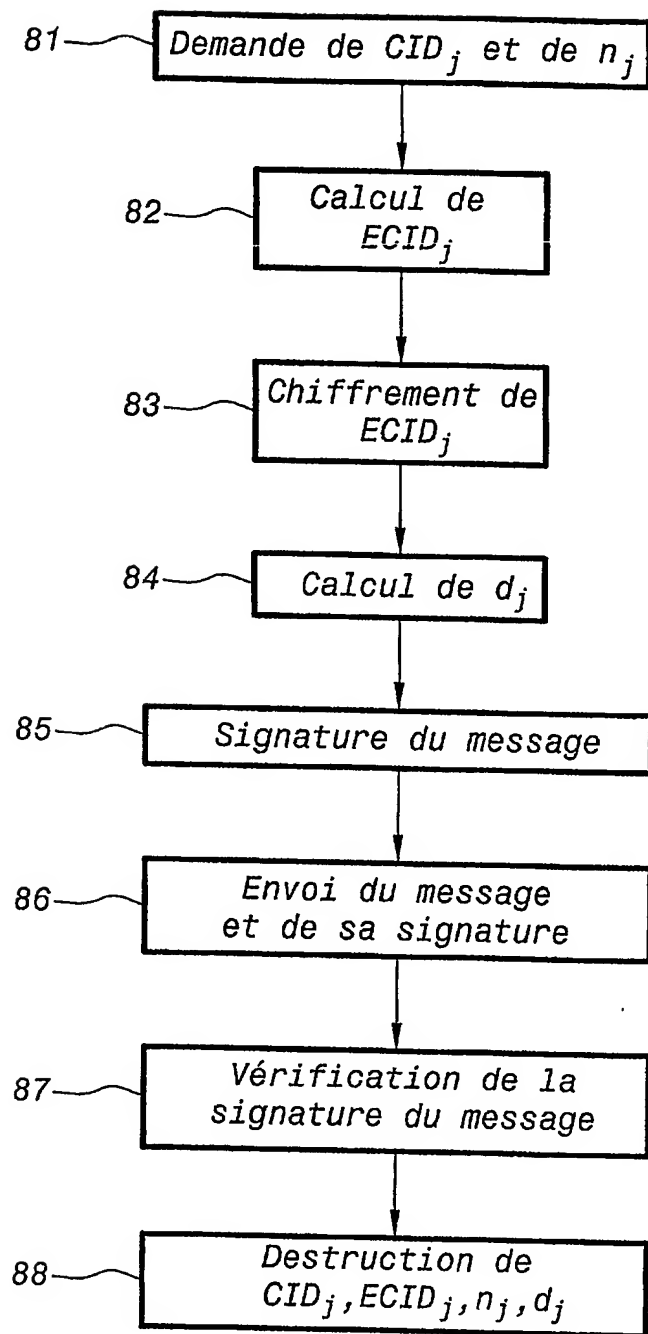 81 Demande de CIDj et de nj
82 Calcul de
ECIDj
83 Chiffrement de
ECIDj
84 Calcul de dj
85 Signature du message
86 Envoi du message
et de sa signature
87 Vérification de la
signature du message
88 Destruction de
CIDj, ECIDj, nj, dj